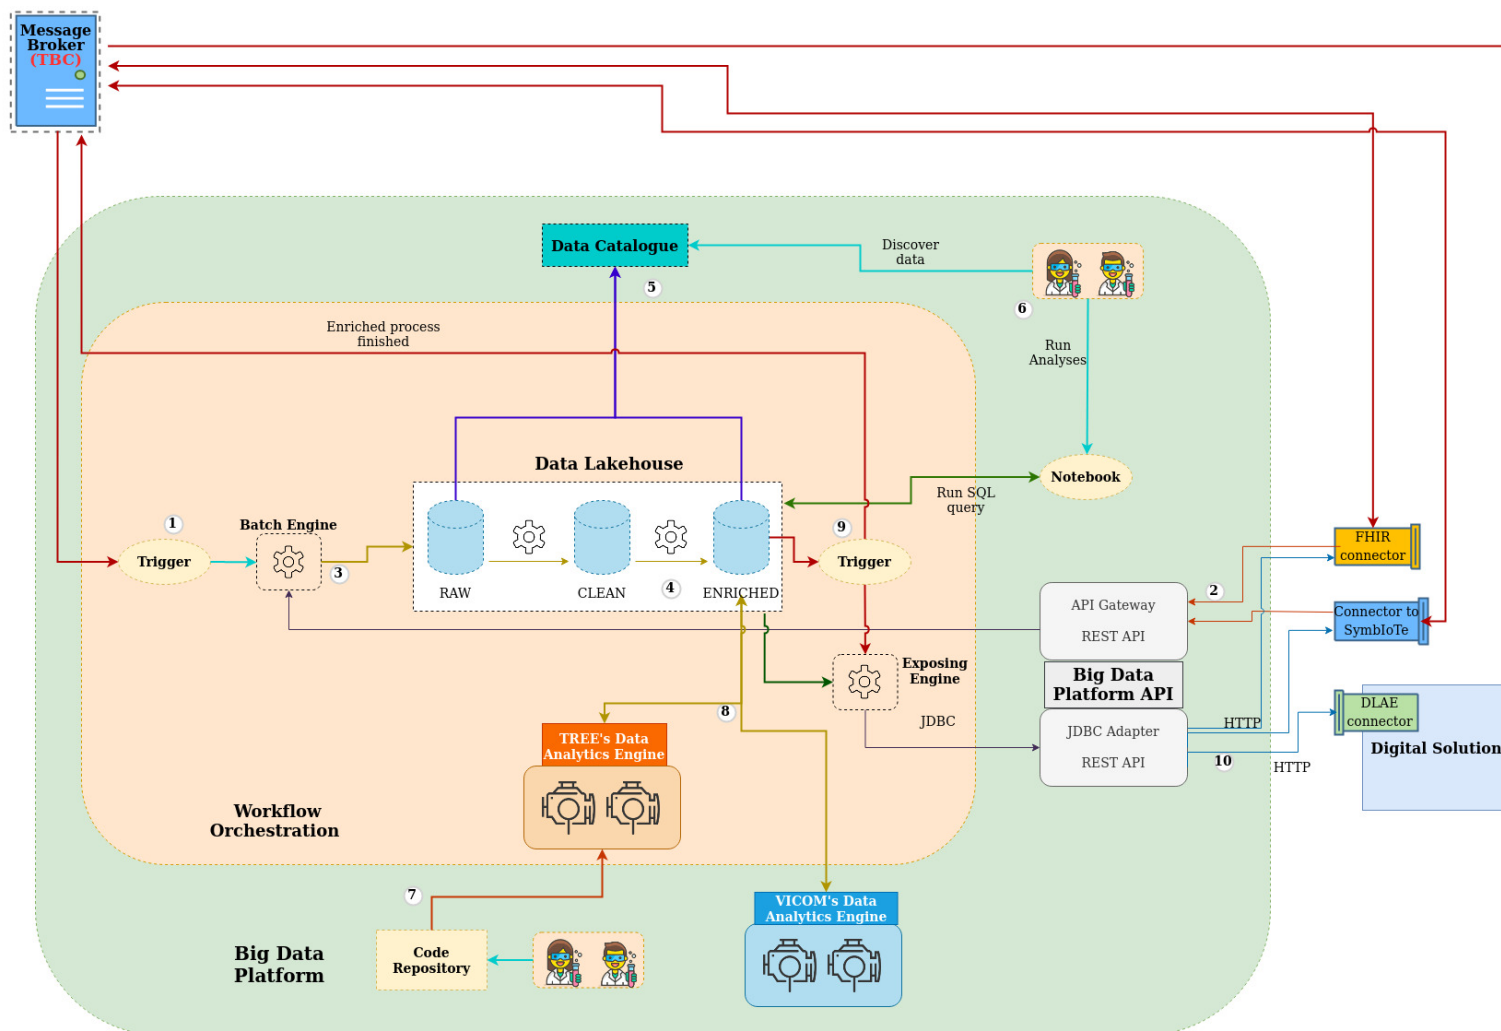 Message
Broker
(TBC)
Data Catalogue
Discover
data
5
6
Enriched process
finished
Run
Analyses
Data Lakehouse
Notebook
Run SQL
query
1
Batch Engine
9
Trigger
3
Trigger
4
RAW
CLEAN
ENRICHED
FHIR
connector
2
API Gateway
REST API
Connector to
SymbIoTe
Exposing
Engine
Big Data
Platform API
8
JDBC
JDBC Adapter
REST API
HTTP
10
HTTP
DLAE
connector
Digital Solution
TREE's Data
Analytics Engine
Workflow
Orchestration
7
VICOM's Data
Analytics Engine
Code
Repository
Big Data
Platform